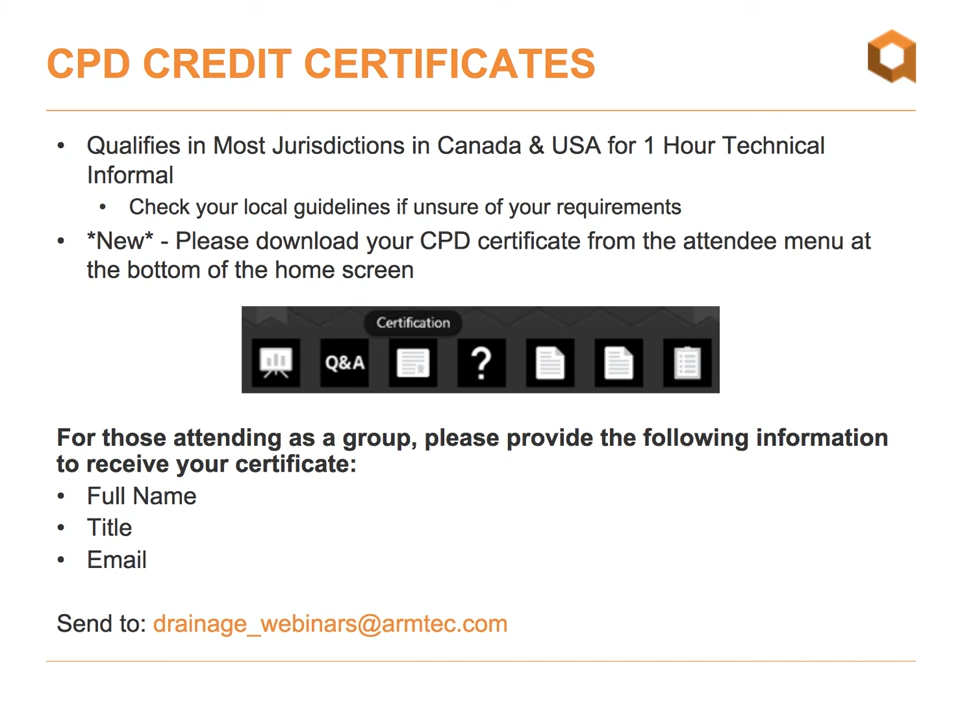 CPD CREDIT CERTIFICATES
• Qualifies in Most Jurisdictions in Canada & USA for 1 Hour Technical
Informal
• Check your local guidelines if unsure of your requirements
• *New* - Please download your CPD certificate from the attendee menu at
the bottom of the home screen
Certification
Q&A
?
For those attending as a group, please provide the following information
to receive your certificate:
• Full Name
• Title
• Email
Send to: drainage_webinars@armtec.com